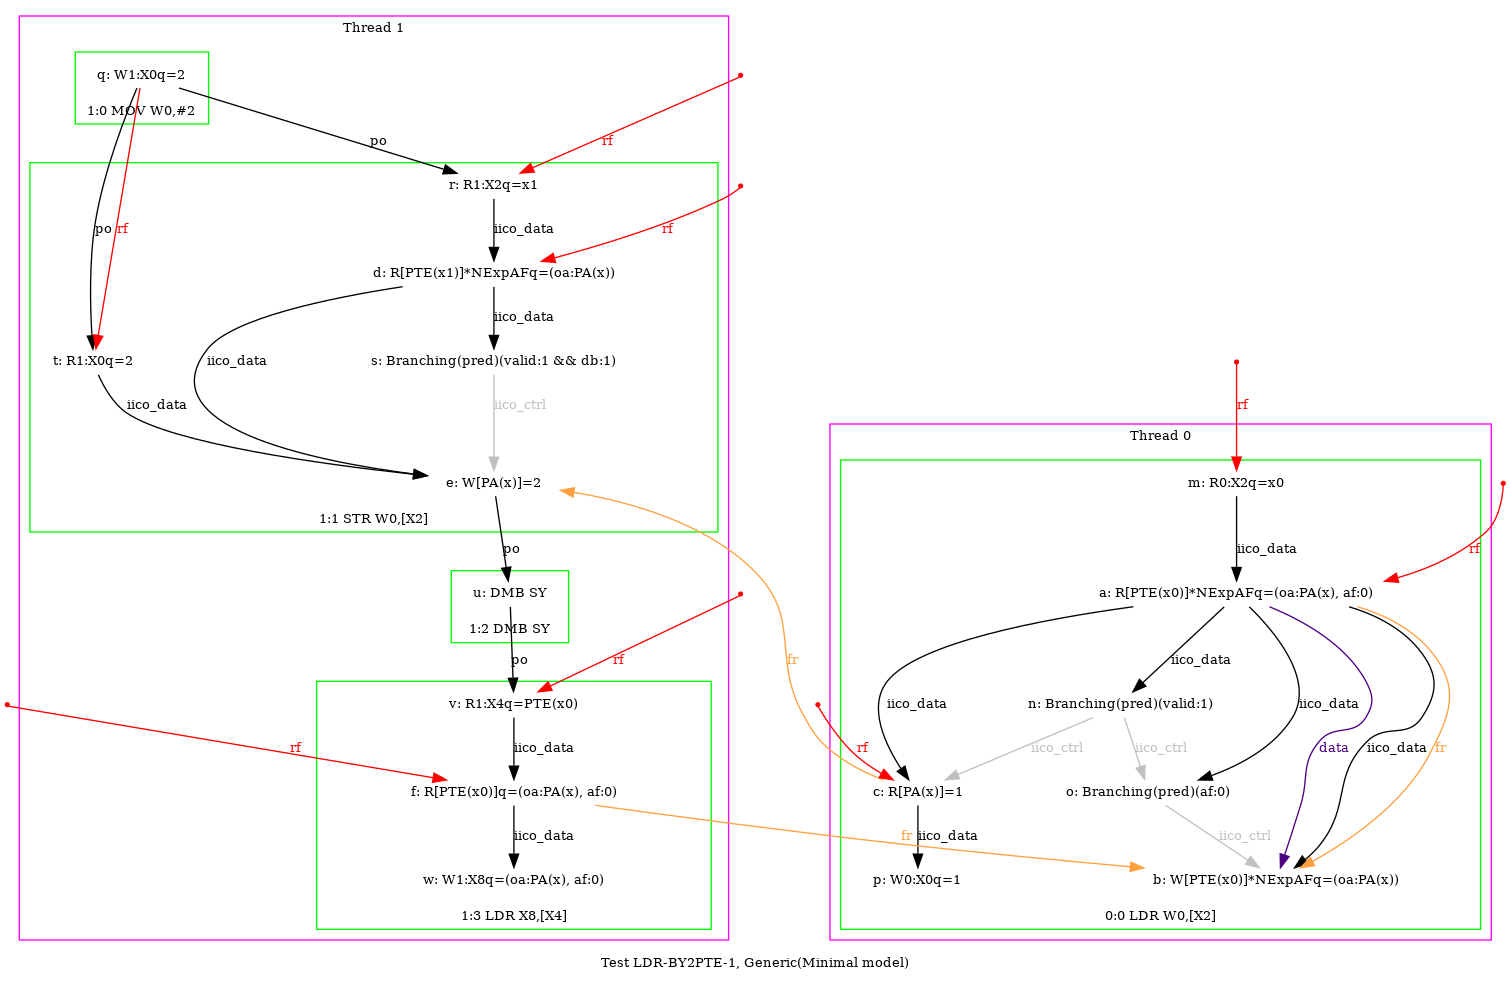 Thread 1
q: W1:X0q=2
1:0 MOV W0,#2
po
rf
r: R1:X2q=x1
po
rf
iico_data
rf
d: R[PTE(x1)]*NExpAFq=(oa:PA(x))
iico_data
t: R1:X0q=2
iico_data
s: Branching(pred)(valid:1 && db:1)
iico_data
iico_ctrl
rf
Thread 0
e: W[PA(x)]=2
m: R0:X2q=x0
1:1 STR W0,[X2]
po
iico_data
rf
u: DMB SY
a: R[PTE(x0)]*NExpAFq=(oa:PA(x), af:0)
1:2 DMB SY
po
rf
fr
iico_data
v: R1:X4q=PTE(x0)
iico_data
n: Branching(pred)(valid:1)
iico_data
rf
iico_data
rf
iico_ctrl
iico_ctrl
data
iico_data
fr
f: R[PTE(x0)]q=(oa:PA(x), af:0)
c: R[PA(x)]=1
o: Branching(pred)(af:0)
iico_data
fr
iico_data
iico_ctrl
w: W1:X8q=(oa:PA(x), af:0)
p: W0:X0q=1
b: W[PTE(x0)]*NExpAFq=(oa:PA(x))
1:3 LDR X8,[X4]
0:0 LDR W0,[X2]
Test LDR-BY2PTE-1, Generic(Minimal model)